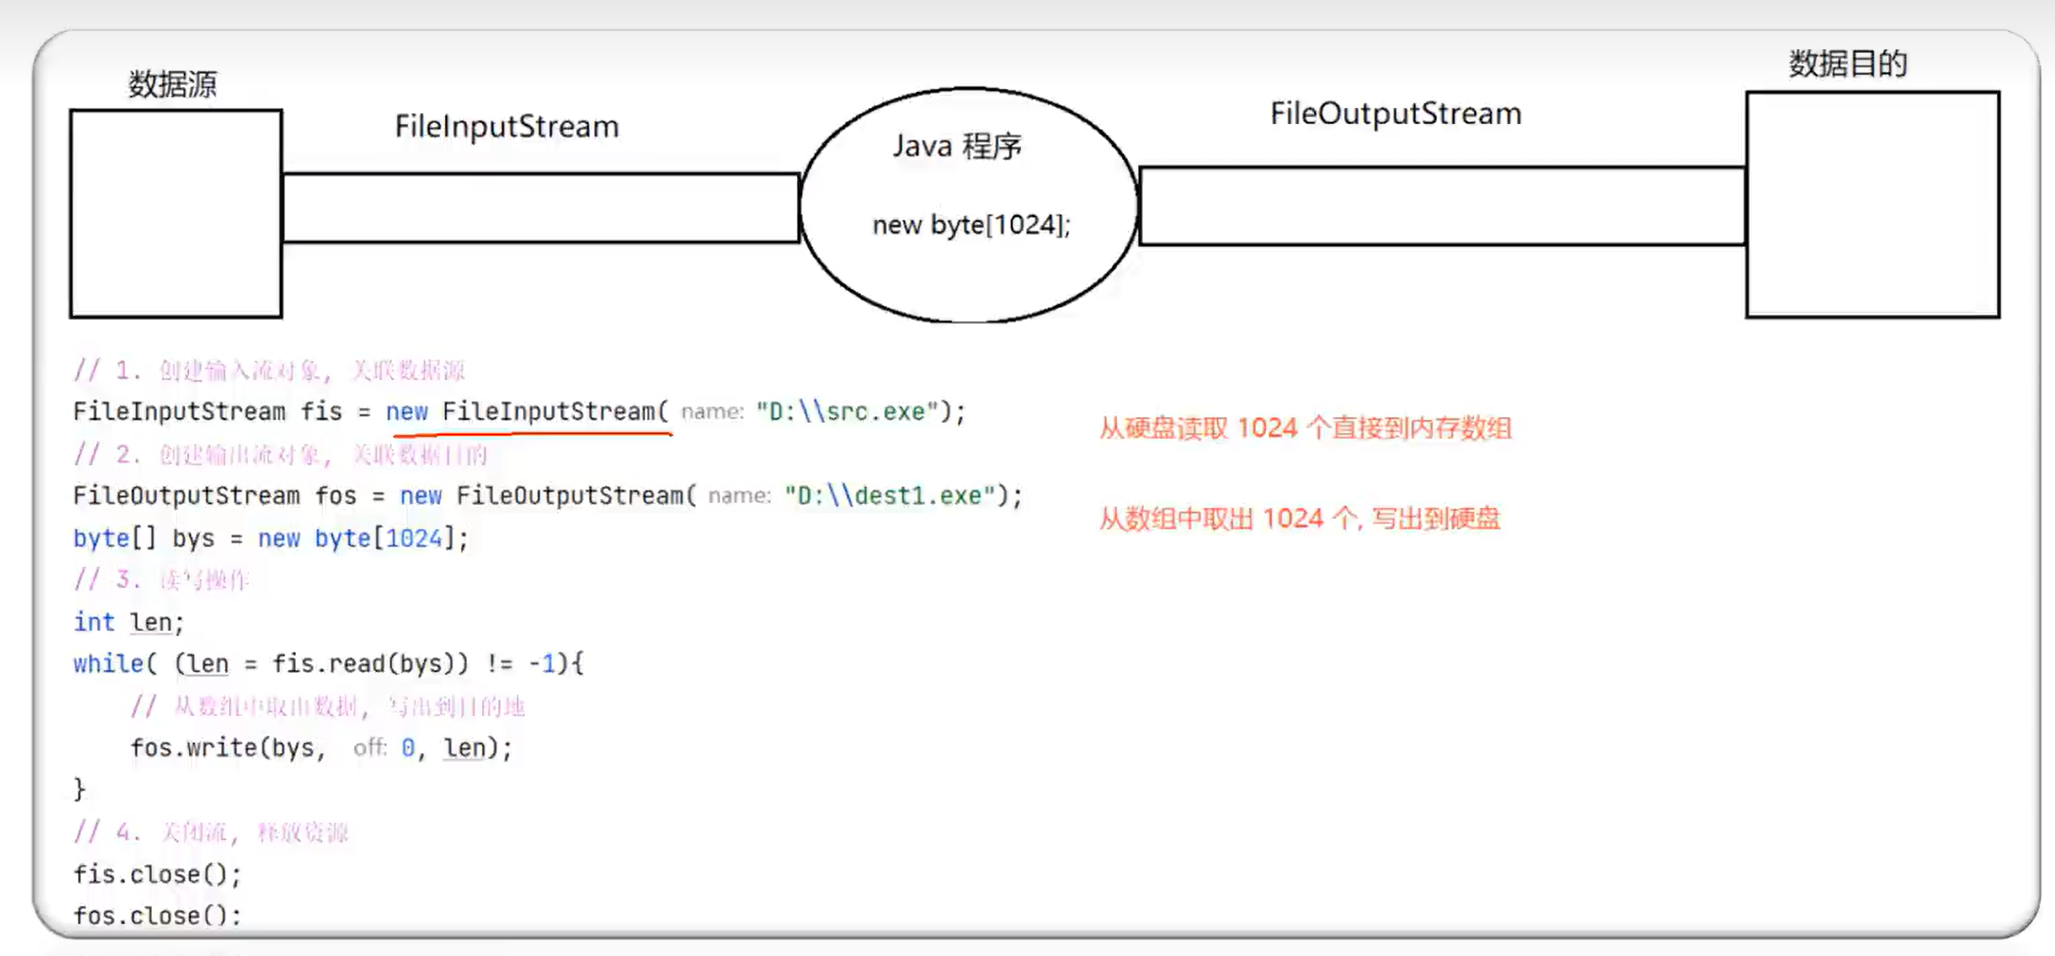 数据源
FileInputStream
Java 程序
new byte[1024];
FileOutputStream
数据目的
// 1. 创建输入流对象, 关联数据源
FileInputStream fis = new FileInputStream( name: "D:\\src.exe");
// 2. 创建输出流对象, 关联数据目的
FileOutputStream fos = new FileOutputStream( name: "D:\\dest1.exe");
byte[] bys = new byte[1024];
// 3. 读写操作
int len;
while( (len = fis.read(bys)) != -1){
// 从数组中取出数据, 写出到目的地
fos.write(bys, off: 0, len);
}
// 4. 关闭流, 释放资源
fis.close();
fos.close();
从硬盘读取 1024 个直接到内存数组
从数组中取出 1024 个, 写出到硬盘